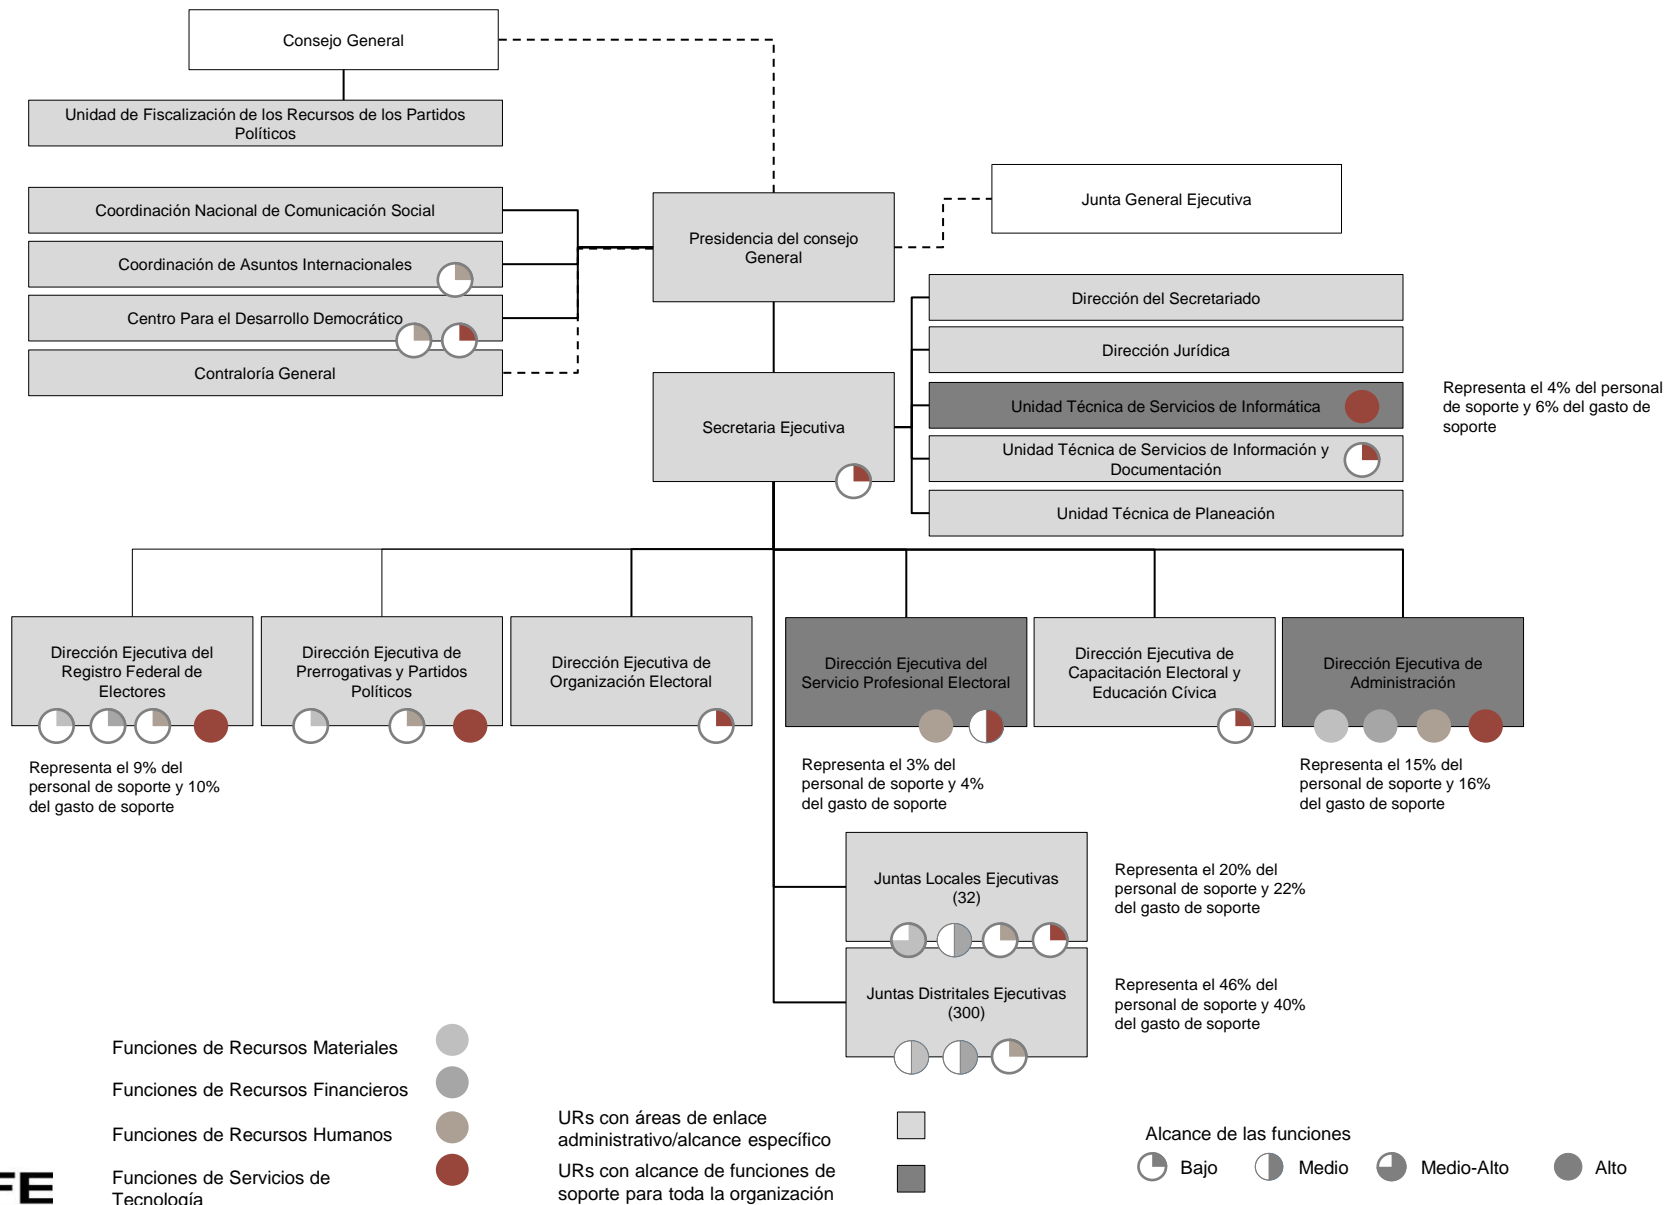 Consejo General
Unidad de Fiscalización de los Recursos de los Partidos
Políticos
Coordinación Nacional de Comunicación Social
Coordinación de Asuntos Internacionales
Centro Para el Desarrollo Democrático
Contraloría General
Presidencia del consejo
General
Junta General Ejecutiva
Secretaria Ejecutiva
Dirección del Secretariado
Dirección Jurídica
Unidad Técnica de Servicios de Informática
Unidad Técnica de Servicios de Información y
Documentación
Unidad Técnica de Planeación
Representa el 4% del personal
de soporte y 6% del gasto de
soporte
Dirección Ejecutiva del
Registro Federal de
Electores
Dirección Ejecutiva de
Prerrogativas y Partidos
Políticos
Dirección Ejecutiva de
Organización Electoral
Dirección Ejecutiva del
Servicio Profesional Electoral
Dirección Ejecutiva de
Capacitación Electoral y
Educación Cívica
Dirección Ejecutiva de
Administración
Representa el 9% del
personal de soporte y 10%
del gasto de soporte
Representa el 3% del
personal de soporte y 4%
del gasto de soporte
Representa el 15% del
personal de soporte y 16%
del gasto de soporte
Juntas Locales Ejecutivas
(32)
Representa el 20% del
personal de soporte y 22%
del gasto de soporte
Juntas Distritales Ejecutivas
(300)
Representa el 46% del
personal de soporte y 40%
del gasto de soporte
Funciones de Recursos Materiales
Funciones de Recursos Financieros
Funciones de Recursos Humanos
Funciones de Servicios de
Tecnología
URs con áreas de enlace
administrativo/alcance específico
URs con alcance de funciones de
soporte para toda la organización
Alcance de las funciones
Bajo
Medio
Medio-Alto
Alto
FE